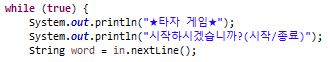 while (true) {
System.out.println("★타자 게임★");
System.out.println("시작하시겠습니까?(시작/종료)");
String word = in.nextLine();